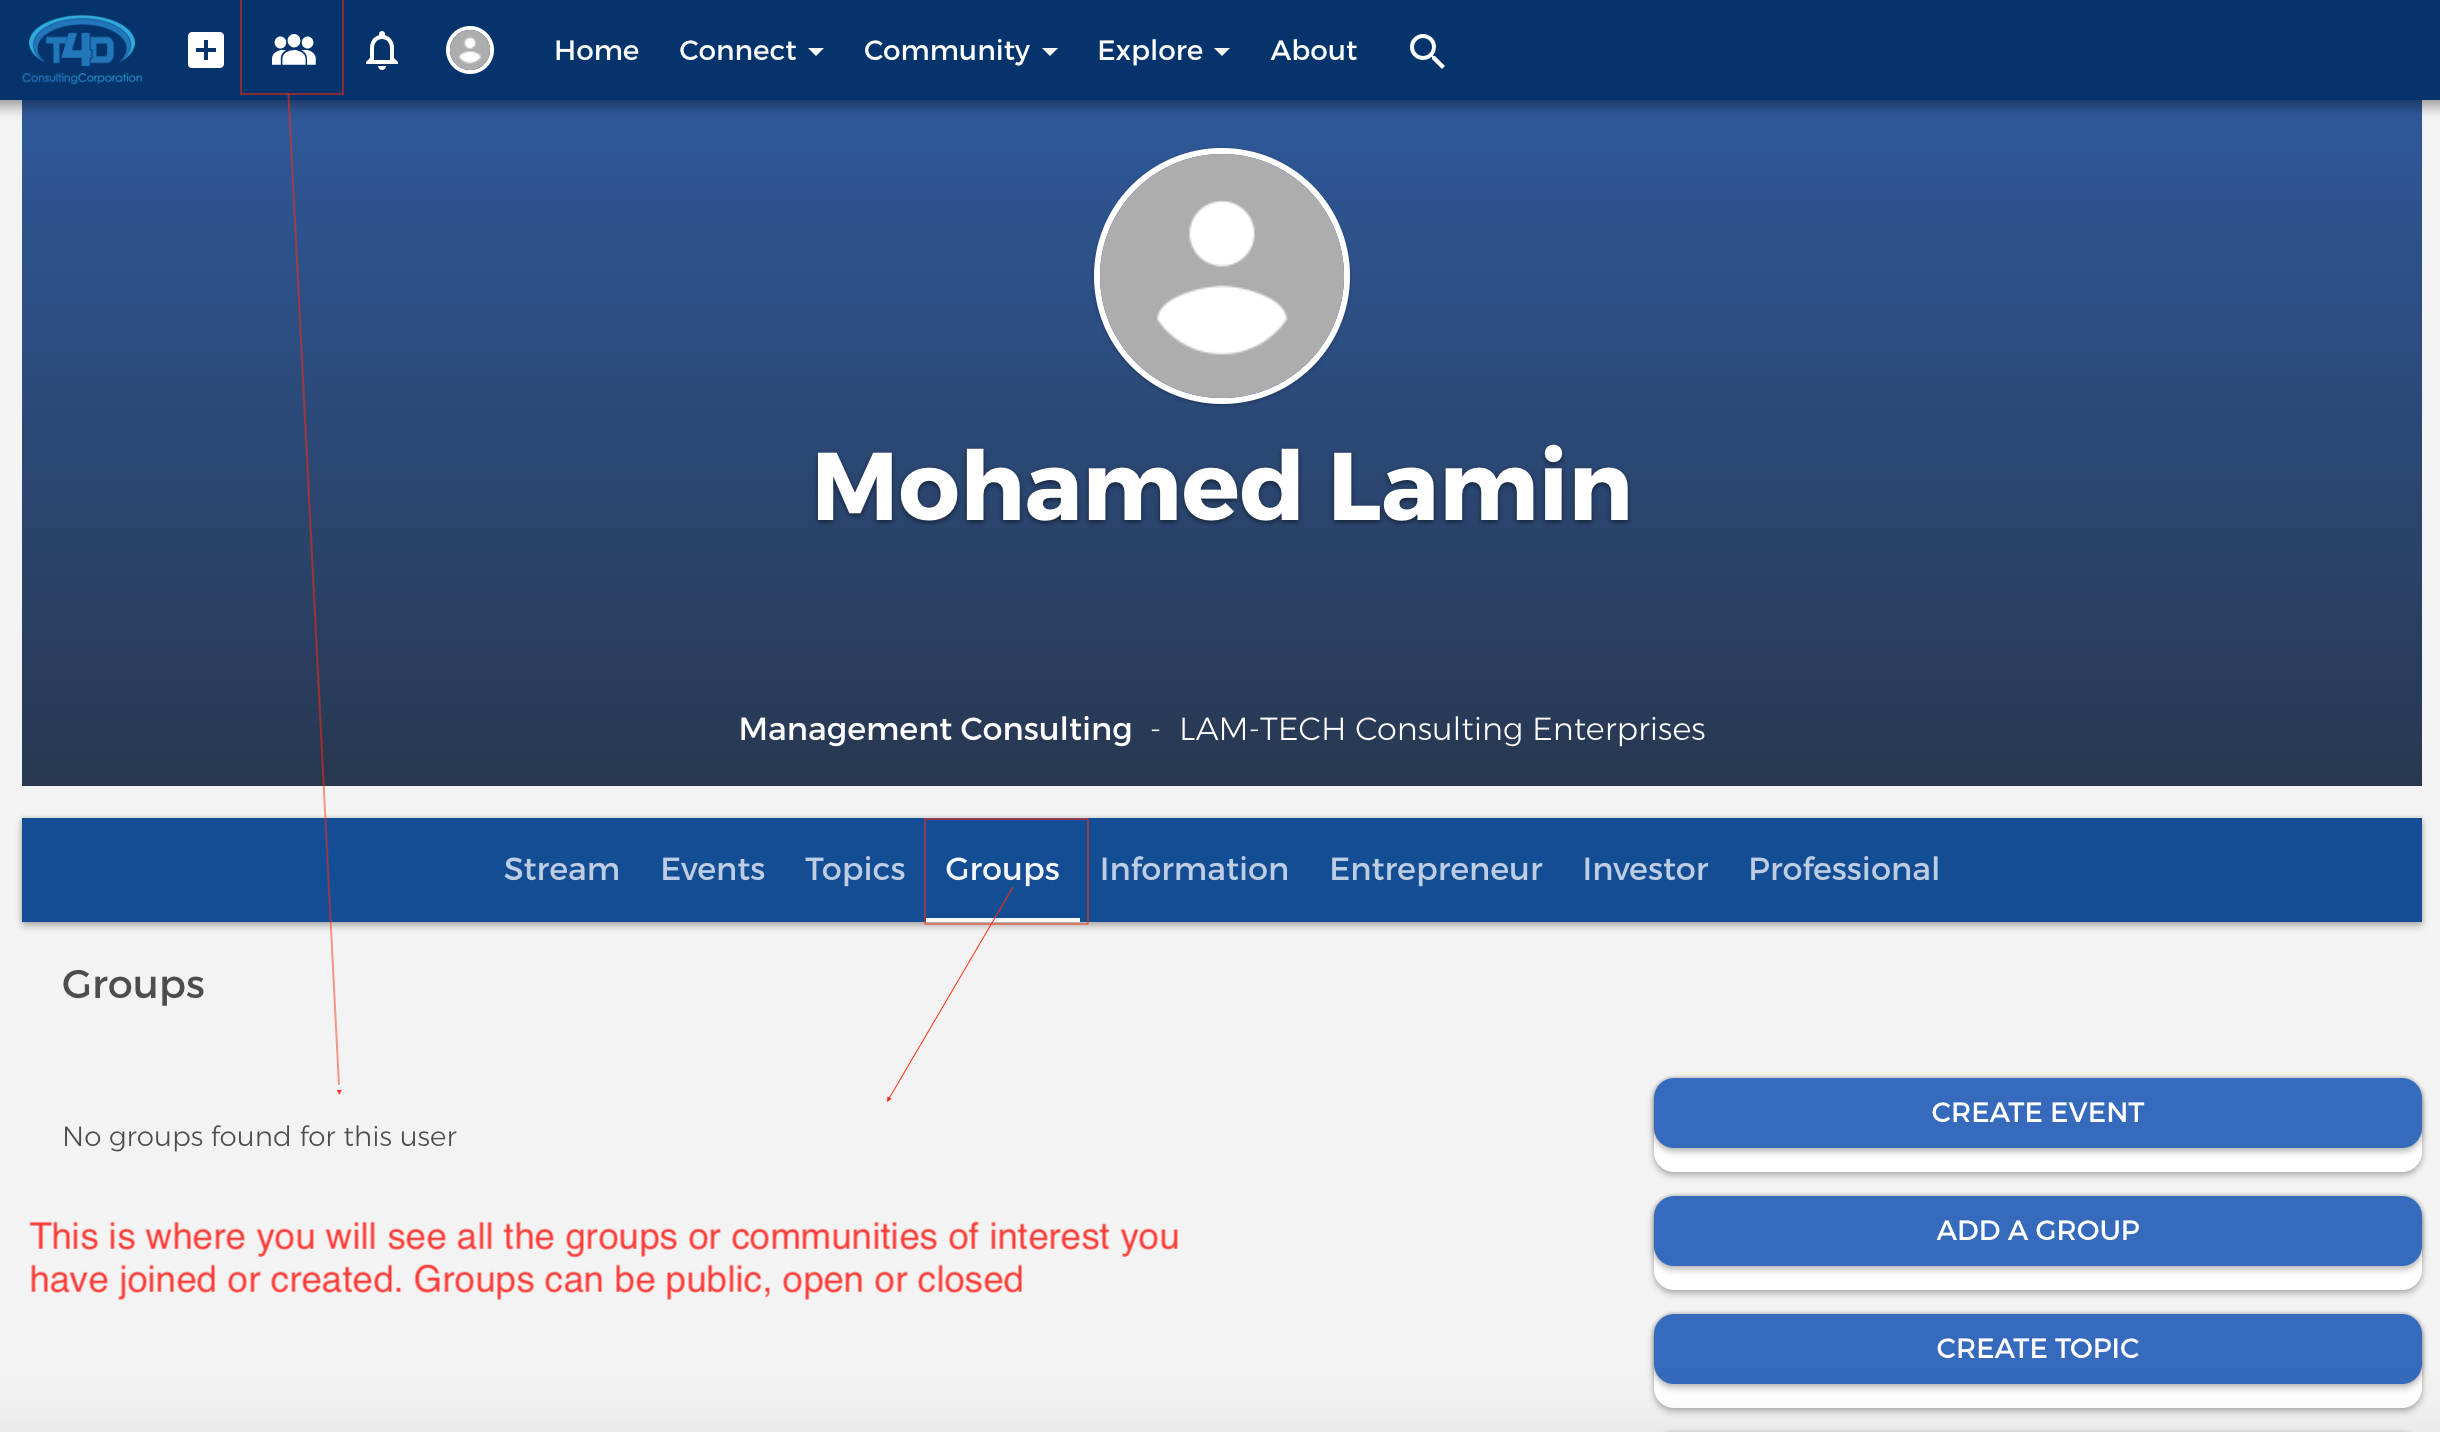 T4D
ConsultingCorporation
Home Connect Community Explore About
Mohamed Lamin
Management Consulting - LAM-TECH Consulting Enterprises
Stream Events Topics Groups Information Entrepreneur Investor Professional
Groups
No groups found for this user
This is where you will see all the groups or communities of interest you
have joined or created. Groups can be public, open or closed
CREATE EVENT
ADD A GROUP
CREATE TOPIC